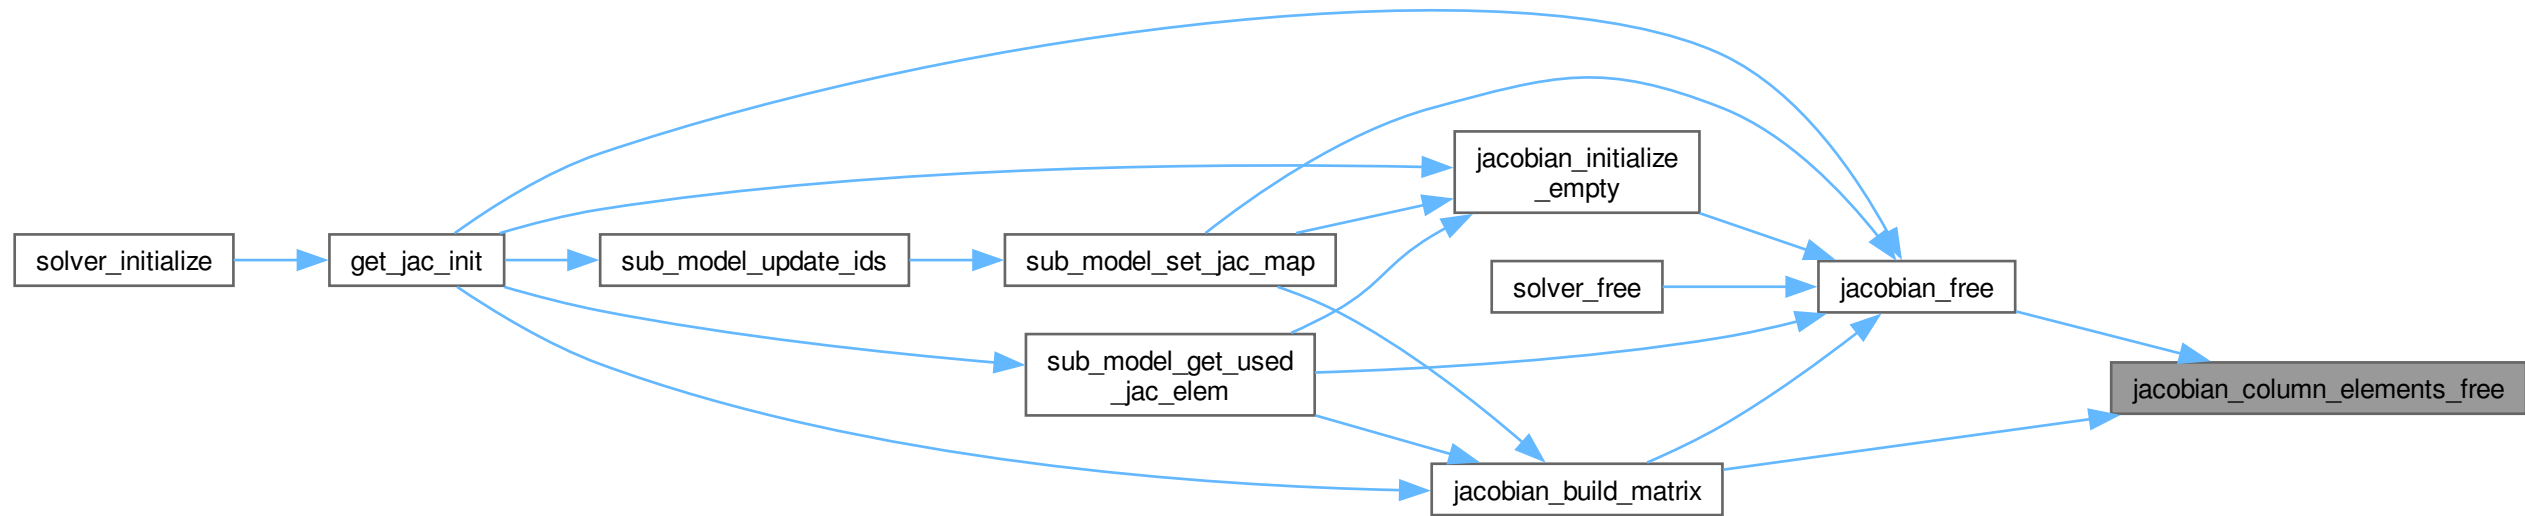 solver_initialize
get_jac_init
sub_model_update_ids
sub_model_set_jac_map
sub_model_get_used
_jac_elem
jacobian_initialize
_empty
solver_free
jacobian_build_matrix
jacobian_free
jacobian_column_elements_free